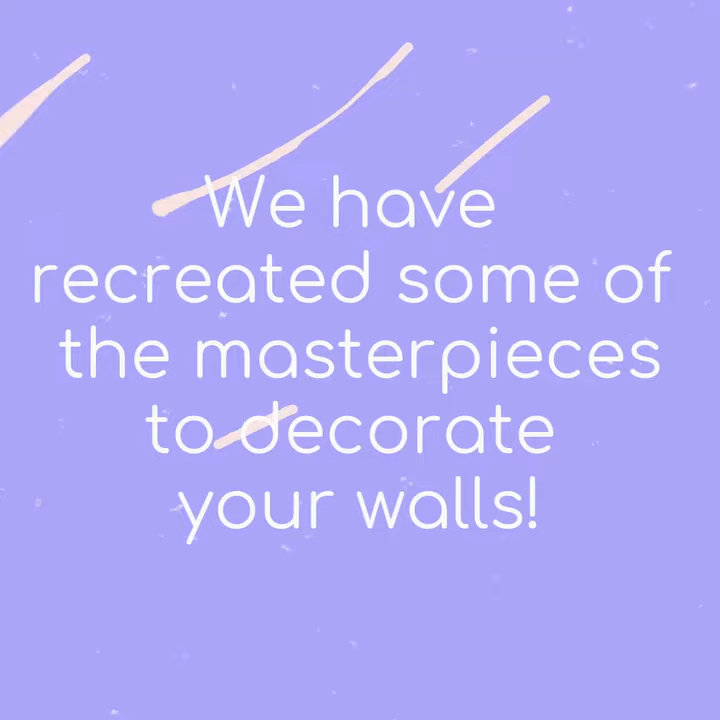 We have
recreated some of
the masterpieces
to decorate
your walls!